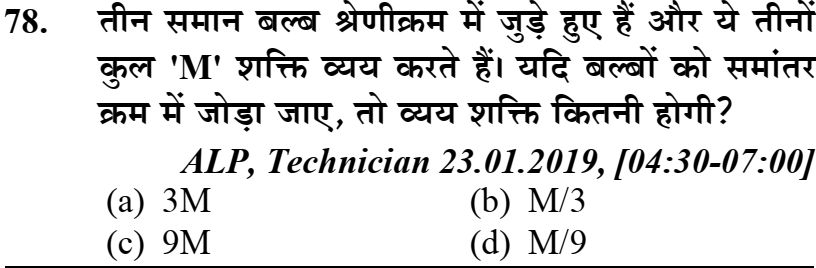 78. तीन समान बल्ब श्रेणीक्रम में जुड़े हुए हैं और ये तीनों
कुल 'M' शक्ति व्यय करते हैं। यदि बल्बों को समांतर
क्रम में जोड़ा जाए, तो व्यय शक्ति कितनी होगी?
ALP, Technician 23.01.2019, [04:30-07:00]
(a) 3M (b) M/3
(c) 9M (d) M/9